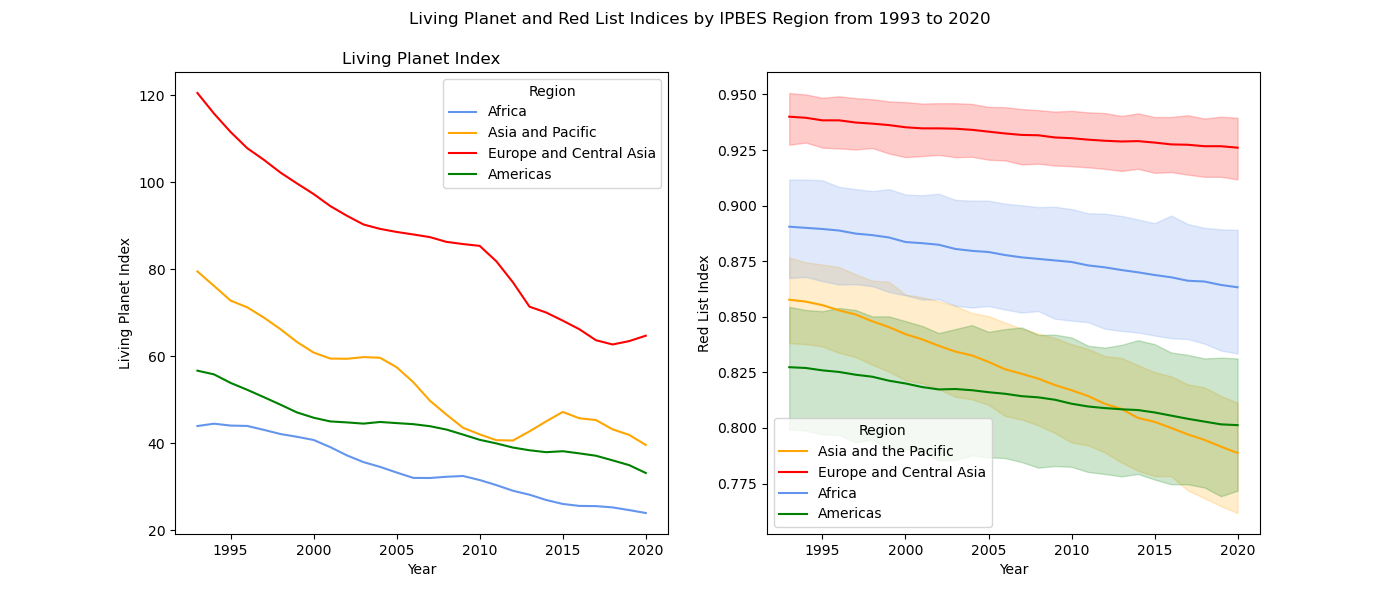 Living Planet and Red List Indices by IPBES Region from 1993 to 2020
Living Planet Index
Living Planet Index
120
100
80
60
40
20
Region
Africa
Asia and Pacific
Europe and Central Asia
Americas
1995 2000 2005 2010 2015 2020
Year
Red List Index
0.950
0.925
0.900
0.875
0.850
0.825
0.800
0.775
Region
Asia and the Pacific
Europe and Central Asia
Africa
Americas
1995 2000 2005 2010 2015 2020
Year